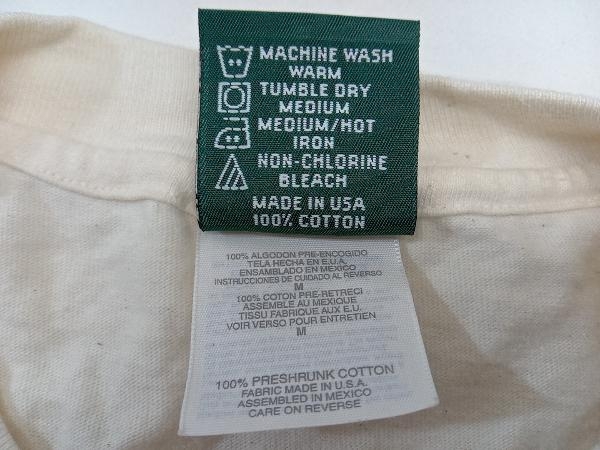 MACHINE WASH
WARM
TUMBLE DRY
MEDIUM
MEDIUM/HOT
IRON
NON-CHLORINE
BLEACH
MADE IN USA
100% COTTON
100% ALGODON PRE-ENCOGIDO
TELA HECHA EN E.U.A.
ENSAMBLADO EN MEXICO
INSTRUCCIONES DE CUIDADO AL REVERSO
M
100% COTON PRE-RETRECI
ASSEMBLE AU MEXIQUE
TISSU FABRIQUE AUX E.U.
VOIR VERSO POUR ENTRETIEN
M
100% PRESHRUNK COTTON
FABRIC MADE IN U.S.A.
ASSEMBLED IN MEXICO
CARE ON REVERSE